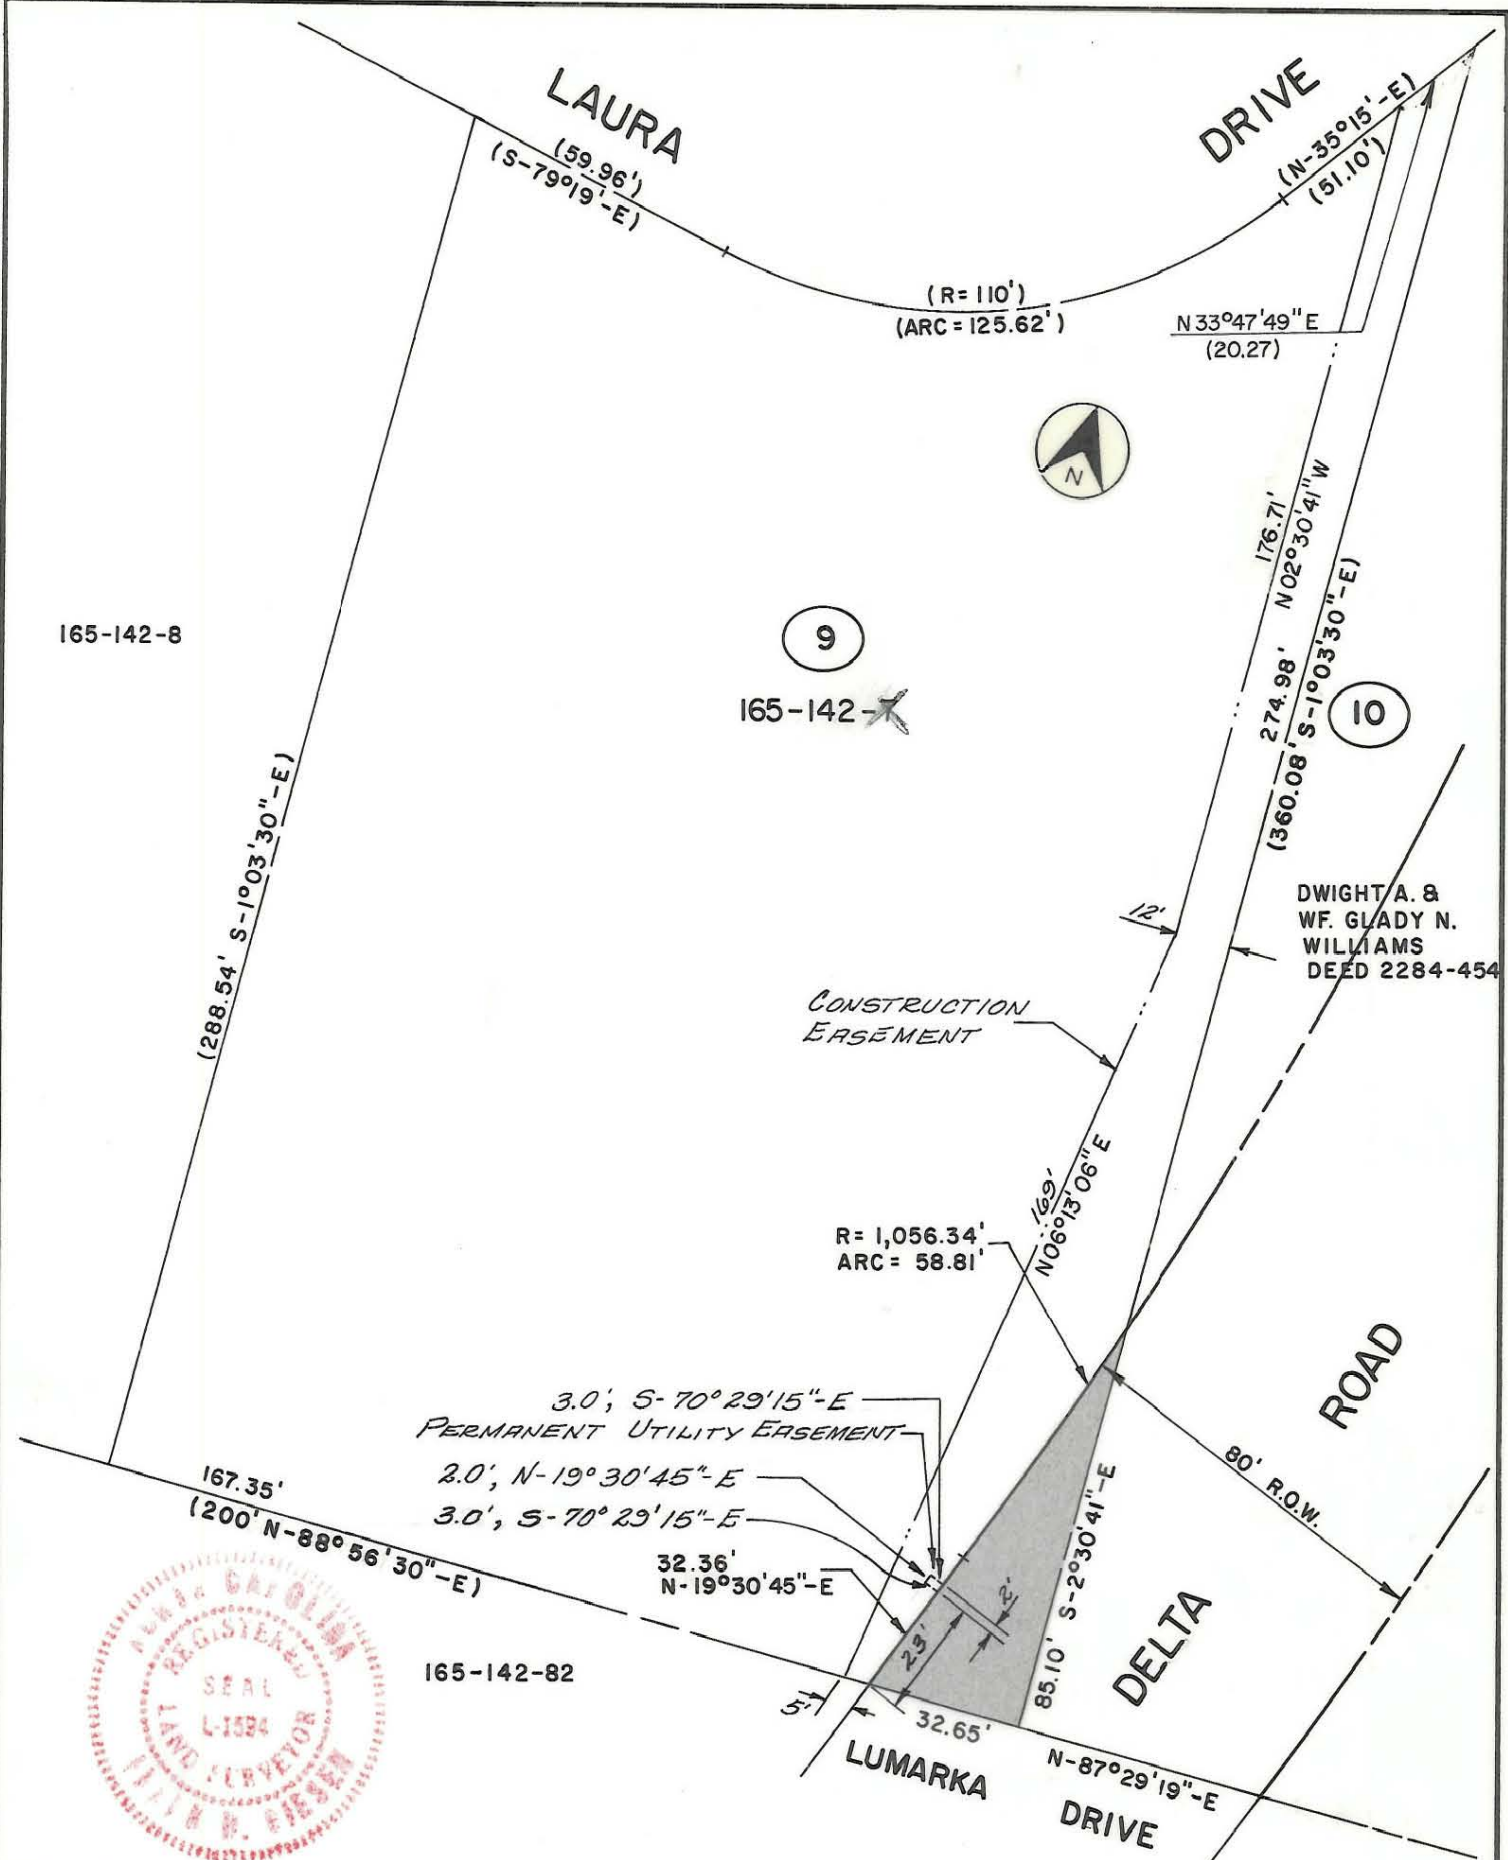 LAURA
DRIVE
(59.96')
(S-79°19'-E)
(N-35°15'-E)
(51.10')
(R=110')
(ARC=125.62')
N33°47'49"E
(20.27)
N
176.71'
N02°30'41"W
165-142-8
9
165-142-
274.98'
(360.08' S-1°03'30"-E)
10
(288.54' S-1°03'30"-E)
DWIGHT A. &
WF. GLADY N.
WILLIAMS
DEED 2284-454
12'
CONSTRUCTION
EASEMENT
169'
N06°13'06"E
R= 1,056.34'
ARC= 58.81'
ROAD
3.0', S-70°29'15"-E
PERMANENT UTILITY EASEMENT
2.0', N-19°30'45"-E
3.0', S-70°29'15"-E
32.36'
N-19°30'45"-E
80' R.O.W.
167.35'
(200' N-88°56'30"-E)
2'
23'
85.10' S-2°30'41"-E
DELTA
165-142-82
5'
32.65'
LUMARKA
DRIVE
N-87°29'19"-E
CAROLINA
REGISTERED
SEAL
L-1594
LAND SURVEYOR